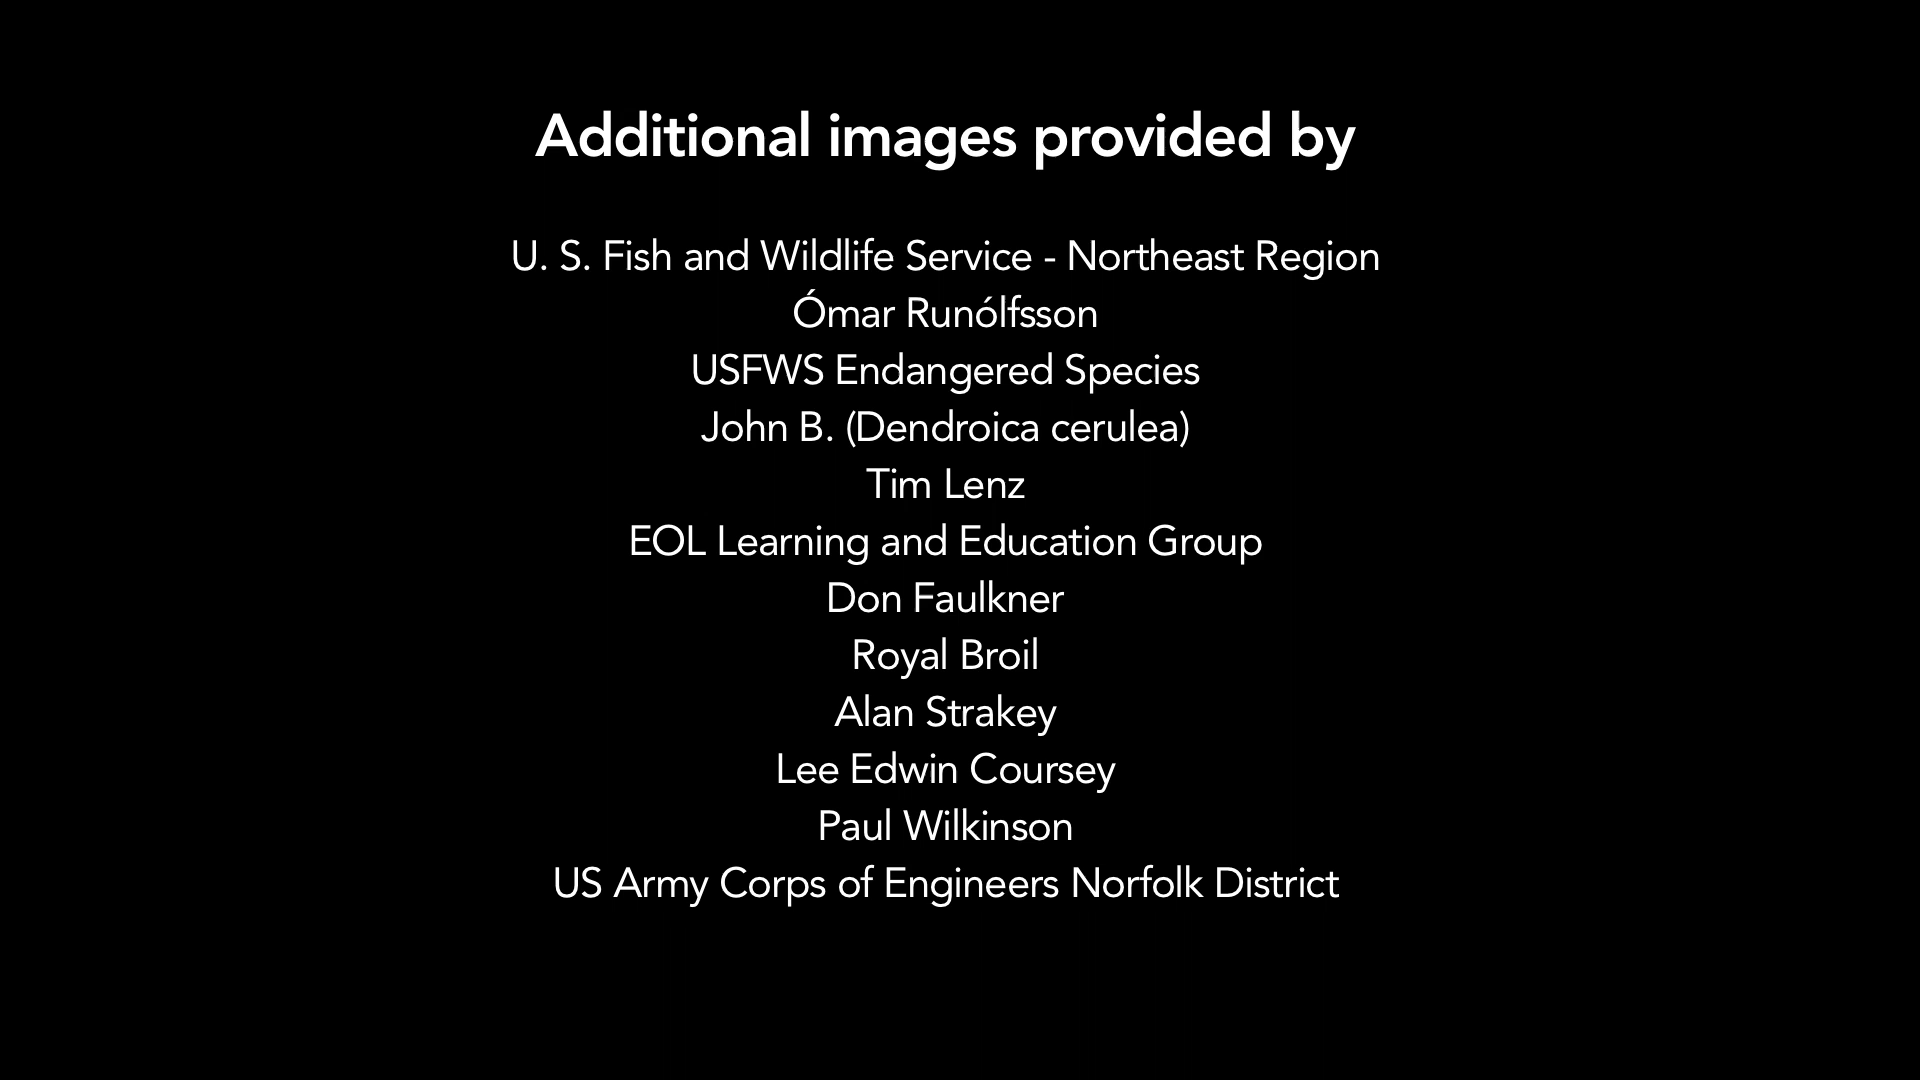 Additional images provided by
U. S. Fish and Wildlife Service - Northeast Region
Ómar Runólfsson
USFWS Endangered Species
John B. (Dendroica cerulea)
Tim Lenz
EOL Learning and Education Group
Don Faulkner
Royal Broil
Alan Strakey
Lee Edwin Coursey
Paul Wilkinson
US Army Corps of Engineers Norfolk District